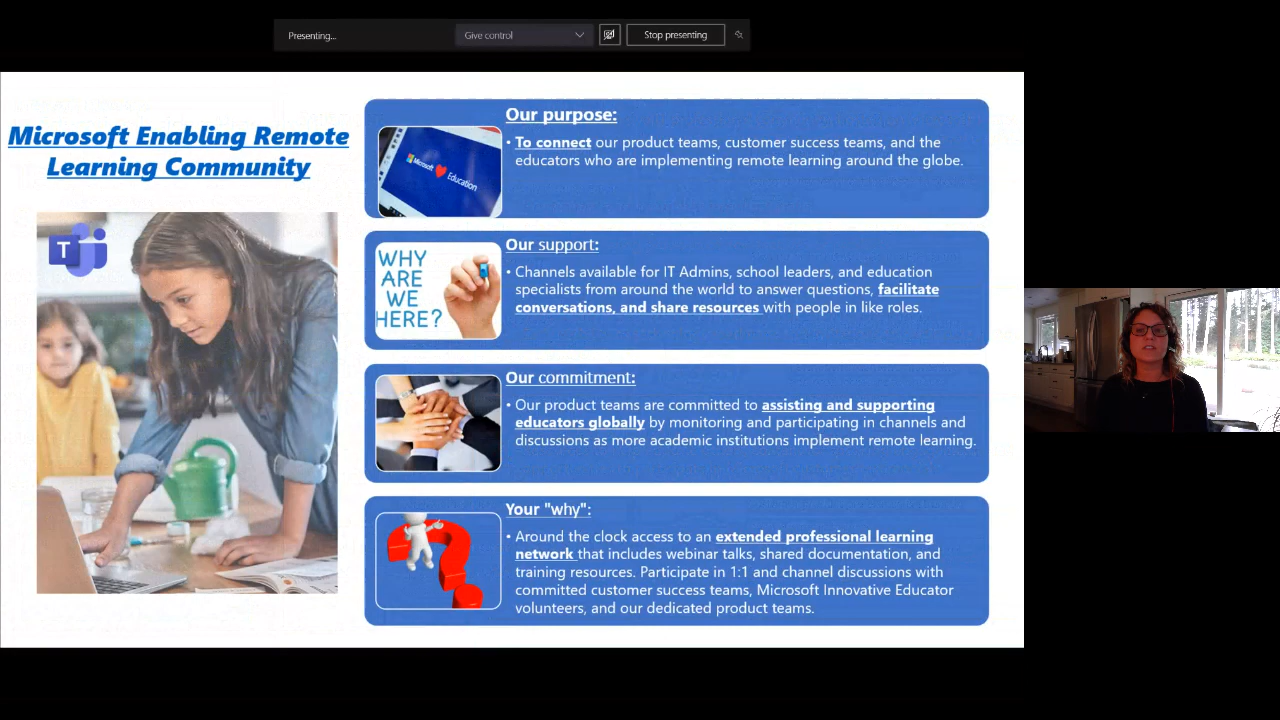 Presenting...
Give control
Stop presenting
Microsoft Enabling Remote
Learning Community
T
Our purpose:
Microsoft Education
• To connect our product teams, customer success teams, and the
educators who are implementing remote learning around the globe.
Our support:
WHY
ARE
WE
HERE?
• Channels available for IT Admins, school leaders, and education
specialists from around the world to answer questions, facilitate
conversations, and share resources with people in like roles.
Our commitment:
• Our product teams are committed to assisting and supporting
educators globally by monitoring and participating in channels and
discussions as more academic institutions implement remote learning.
Your "why":
• Around the clock access to an extended professional learning
network that includes webinar talks, shared documentation, and
training resources. Participate in 1:1 and channel discussions with
committed customer success teams, Microsoft Innovative Educator
volunteers, and our dedicated product teams.